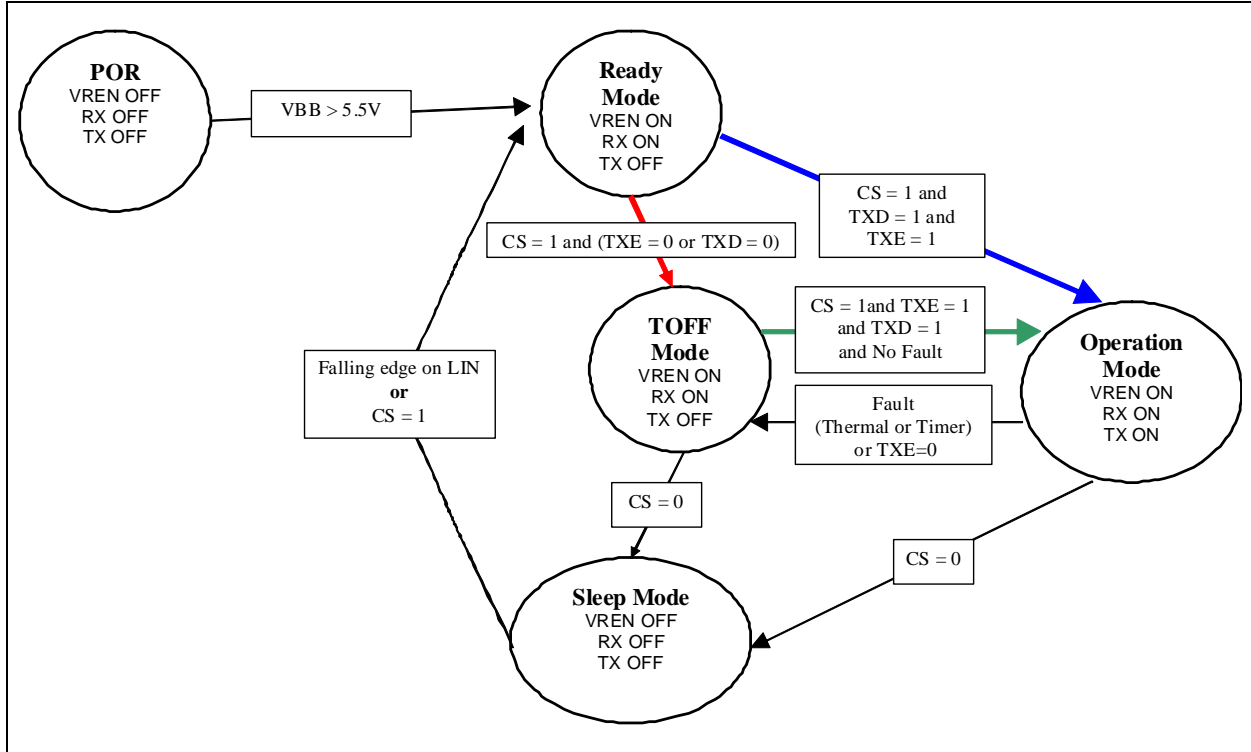 POR
VREN OFF
RX OFF
TX OFF
VBB > 5.5V
Ready
Mode
VREN ON
RX ON
TX OFF
CS = 1 and
TXD = 1 and
TXE = 1
CS = 1 and (TXE = 0 or TXD = 0)
TOFF
Mode
VREN ON
RX ON
TX OFF
CS = 1and TXE = 1
and TXD = 1
and No Fault
Operation
Mode
VREN ON
RX ON
TX ON
Fault
(Thermal or Timer)
or TXE=0
Falling edge on LIN
or
CS = 1
CS = 0
CS = 0
Sleep Mode
VREN OFF
RX OFF
TX OFF